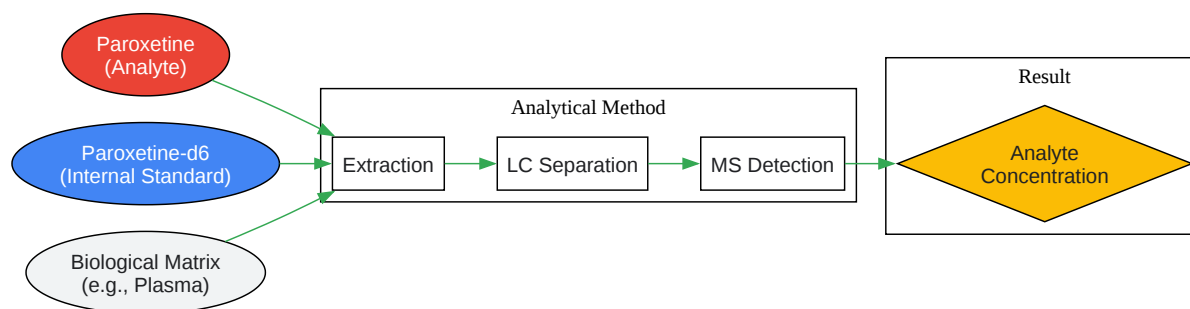 Paroxetine
(Analyte)
Paroxetine-d6
(Internal Standard)
Biological Matrix
(e.g., Plasma)
Analytical Method
Extraction
LC Separation
MS Detection
Result
Analyte
Concentration